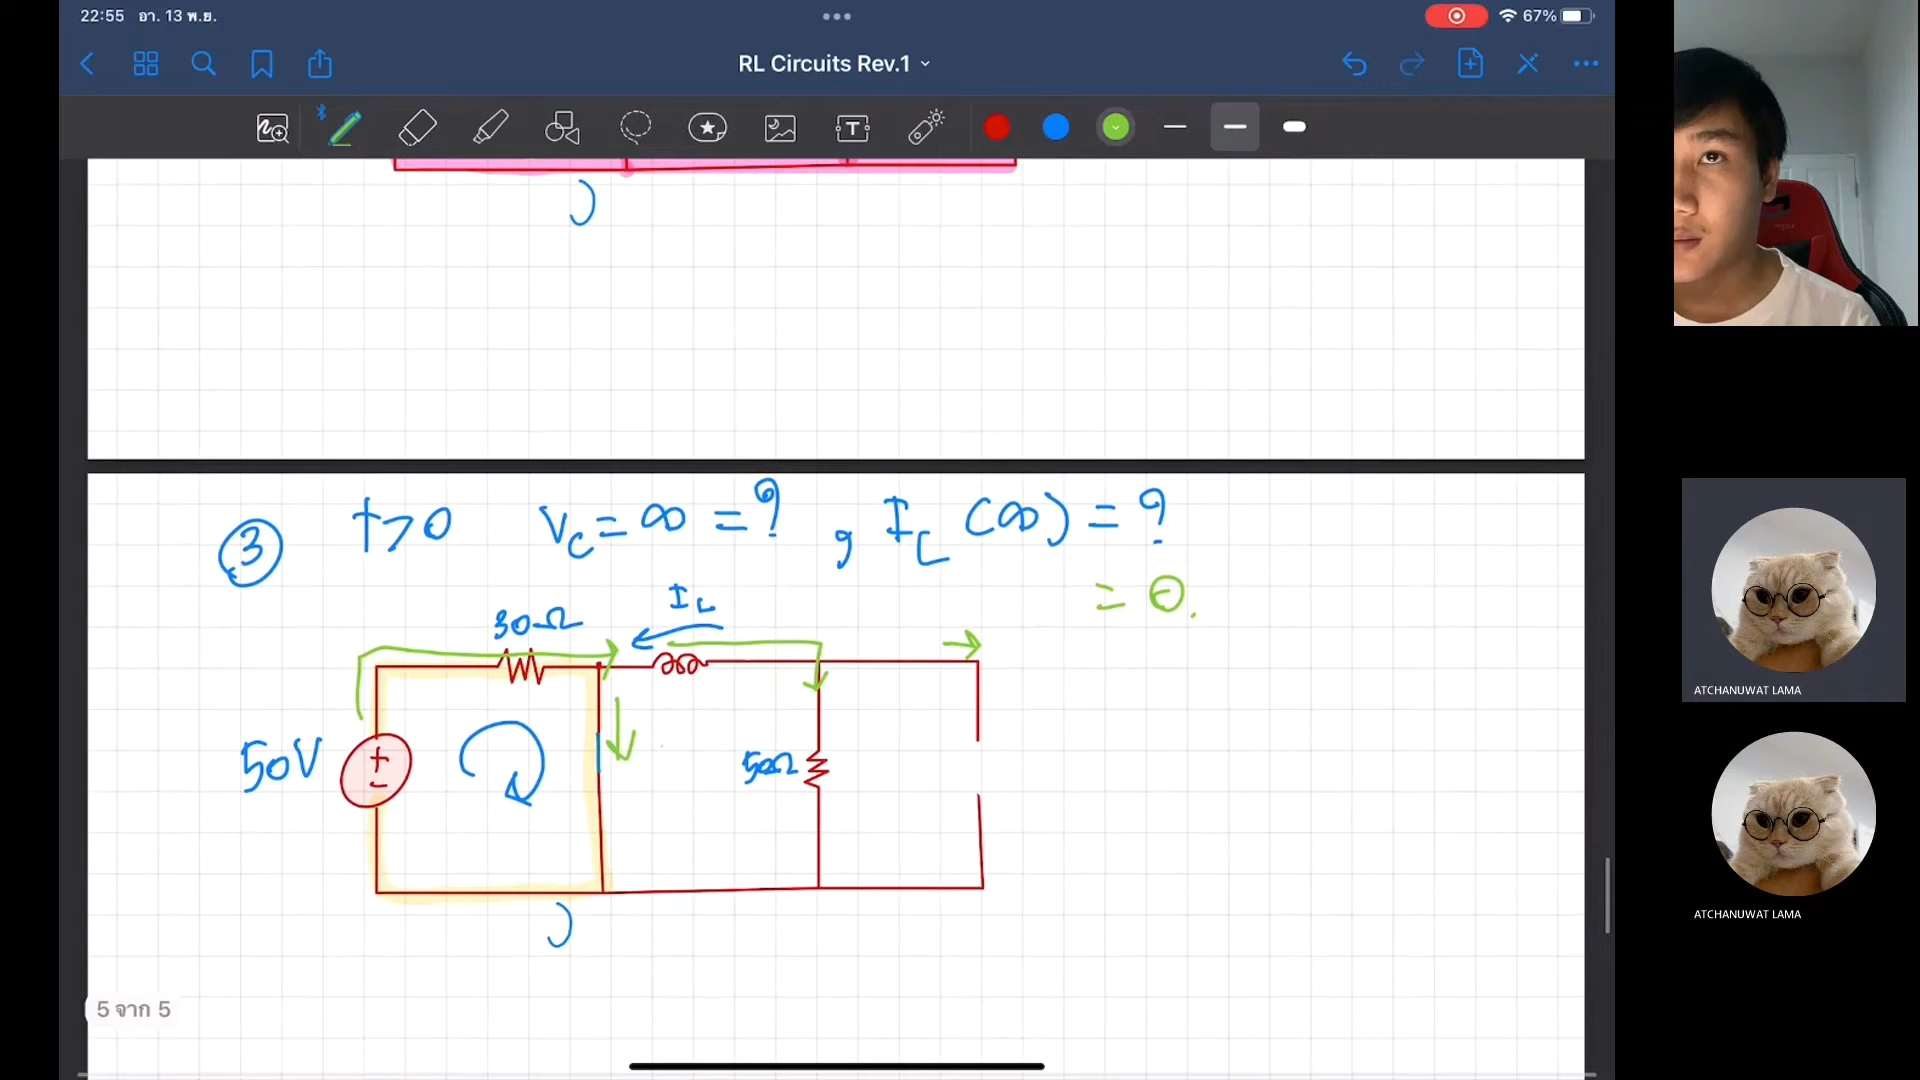 22:55 อา. 13 พ.ย.
67%
RL Circuits Rev.1
3 t>0 Vc = ∞ = ? , IL (∞) = ?
= 0.
IL
30Ω
50V
+
-
50Ω
5 จาก 5
ATCHANUWAT LAMA
ATCHANUWAT LAMA